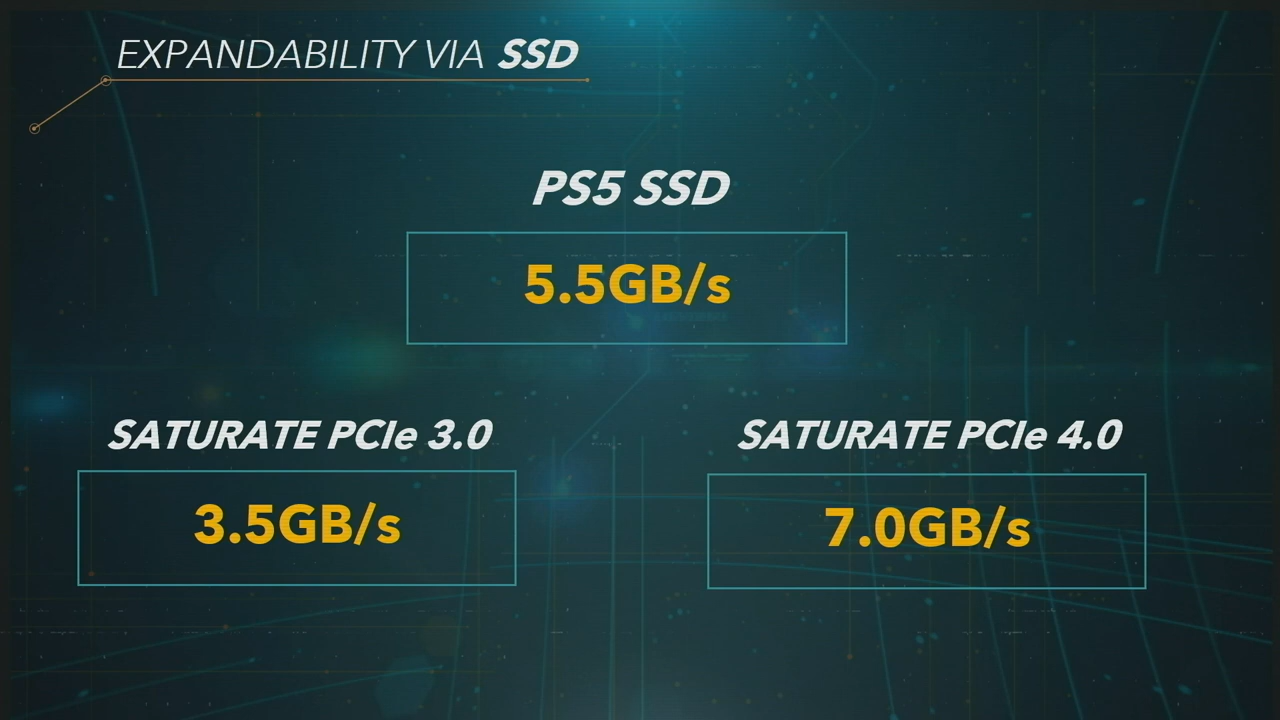 EXPANDABILITY VIA SSD
PS5 SSD
5.5GB/s
SATURATE PCIe 3.0
3.5GB/s
SATURATE PCIe 4.0
7.0GB/s